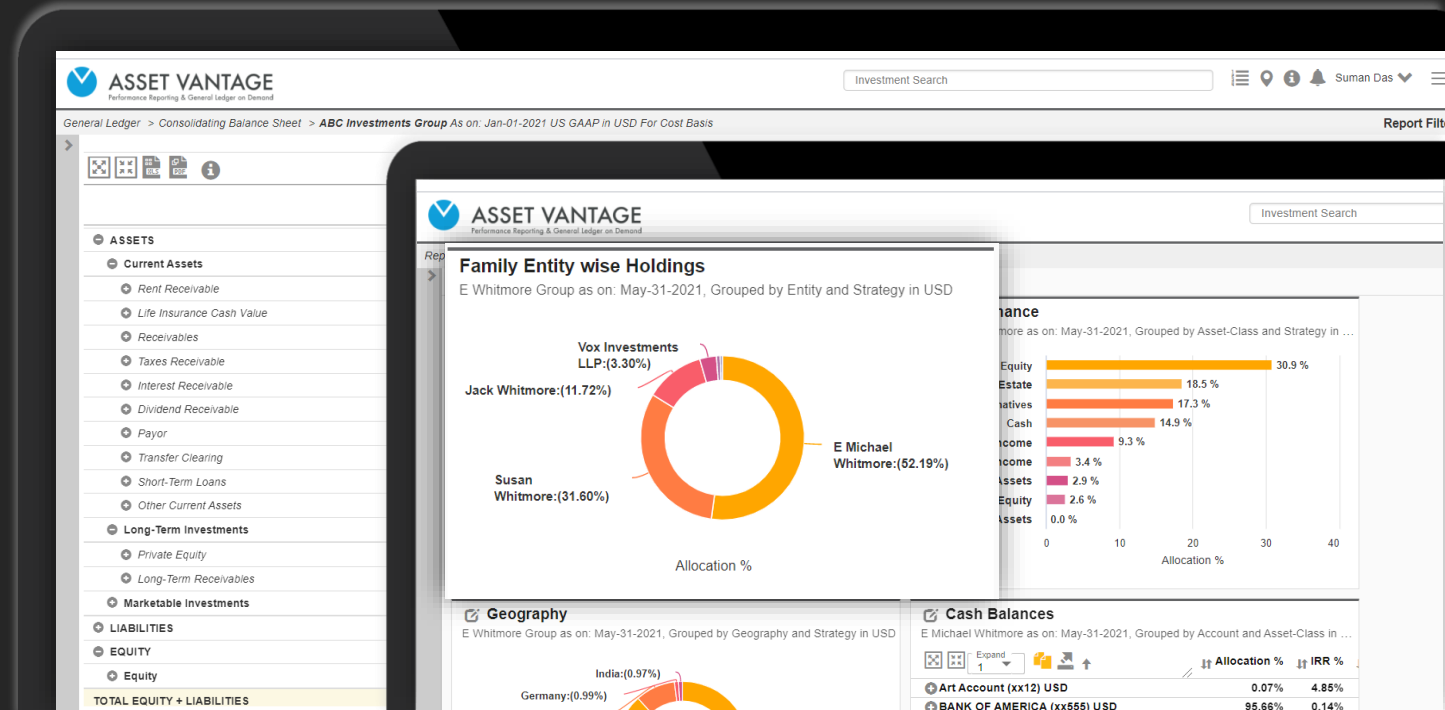 ASSET VANTAGE
Performance Reporting & General Ledger on Demand
Investment Search
Suman Das
General Ledger > Consolidating Balance Sheet > ABC Investments Group As on: Jan-01-2021 US GAAP in USD For Cost Basis
Report Filt
XLS
PDF
ASSETS
Current Assets
Rent Receivable
Life Insurance Cash Value
Receivables
Taxes Receivable
Interest Receivable
Dividend Receivable
Payor
Transfer Clearing
Short-Term Loans
Other Current Assets
Long-Term Investments
Private Equity
Long-Term Receivables
Marketable Investments
LIABILITIES
EQUITY
Equity
TOTAL EQUITY + LIABILITIES
ASSET VANTAGE
Performance Reporting & General Ledger on Demand
Investment Search
Rep
Family Entity wise Holdings
E Whitmore Group as on: May-31-2021, Grouped by Entity and Strategy in USD
Vox Investments
LLP:(3.30%)
Jack Whitmore:(11.72%)
E Michael
Whitmore:(52.19%)
Susan
Whitmore:(31.60%)
Allocation %
nance
more as on: May-31-2021, Grouped by Asset-Class and Strategy in ...
Equity 30.9 %
Estate 18.5 %
natives 17.3 %
Cash 14.9 %
ncome 9.3 %
ncome 3.4 %
Assets 2.9 %
Equity 2.6 %
Assets 0.0 %
0 10 20 30 40
Allocation %
Geography
E Whitmore Group as on: May-31-2021, Grouped by Geography and Strategy in USD
India:(0.97%)
Germany:(0.99%)
Cash Balances
E Michael Whitmore as on: May-31-2021, Grouped by Account and Asset-Class in ...
Expand
1
Allocation % IRR %
Art Account (xx12) USD 0.07% 4.85%
BANK OF AMERICA (xx555) USD 95.66% 0.14%